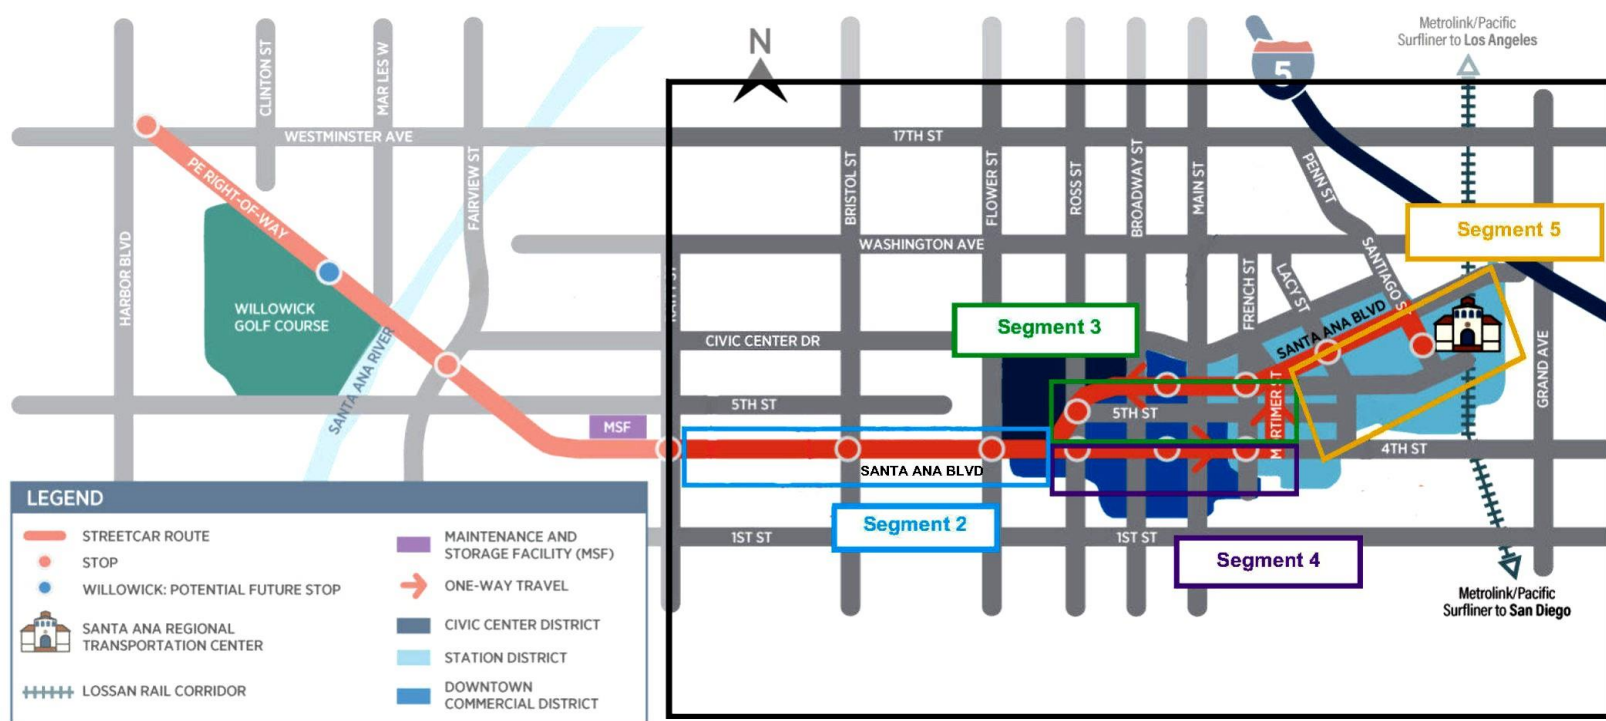 Metrolink/Pacific
Surfliner to Los Angeles
N
5
CLINTON ST
MAR LES W
WESTMINSTER AVE
17TH ST
PE RIGHT-OF-WAY
FAIRVIEW ST
BRISTOL ST
FLOWER ST
ROSS ST
BROADWAY ST
MAIN ST
PENN ST
Segment 5
WASHINGTON AVE
HARBOR BLVD
FRENCH ST
LACY ST
SANTIAGO S
WILLOWICK
GOLF COURSE
SANTA ANA RIVER
Segment 3
CIVIC CENTER DR
SANTA ANA BLVD
GRAND AVE
5TH ST
5TH ST
MORTIMER ST
MSF
4TH ST
SANTA ANA BLVD
Segment 2
1ST ST
1ST ST
Segment 4
Metrolink/Pacific
Surfliner to San Diego
LEGEND
STREETCAR ROUTE
STOP
WILLOWICK: POTENTIAL FUTURE STOP
SANTA ANA REGIONAL
TRANSPORTATION CENTER
LOSSAN RAIL CORRIDOR
MAINTENANCE AND
STORAGE FACILITY (MSF)
ONE-WAY TRAVEL
CIVIC CENTER DISTRICT
STATION DISTRICT
DOWNTOWN
COMMERCIAL DISTRICT